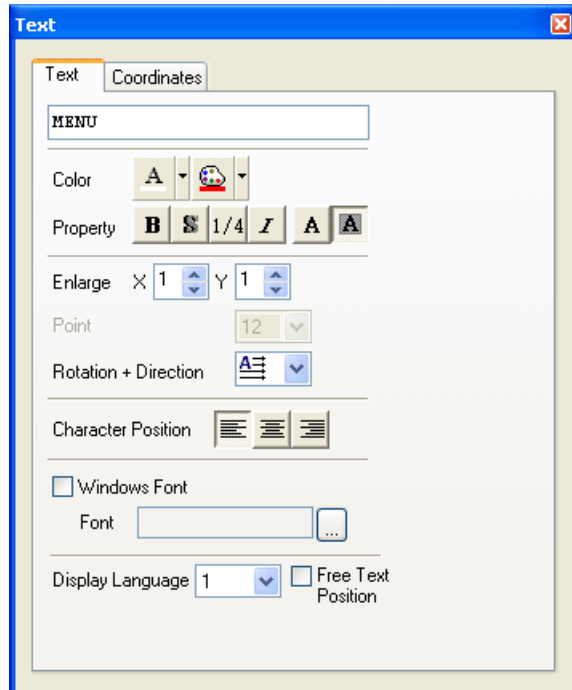 Text
Text Coordinates
MENU
Color A
Property B S 1/4 I A A
Enlarge X 1 Y 1
Point 12
Rotation + Direction A
Character Position
Windows Font
Font ...
Display Language 1 Free Text
Position